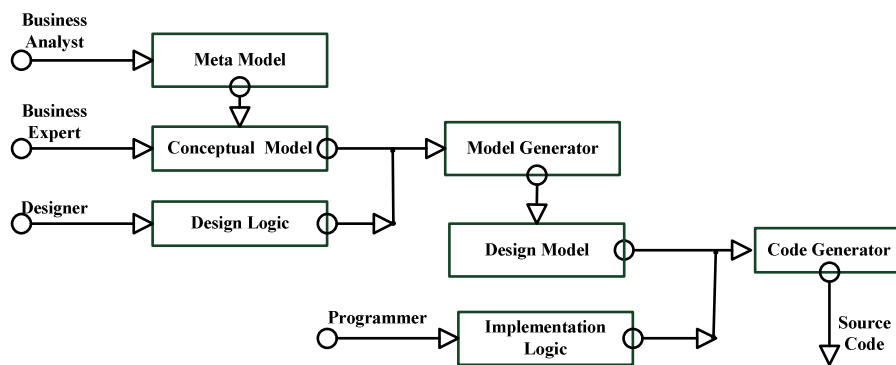 Business
Analyst
Meta Model
Business
Expert
Conceptual Model
Model Generator
Designer
Design Logic
Design Model
Code Generator
Programmer
Implementation
Logic
Source
Code